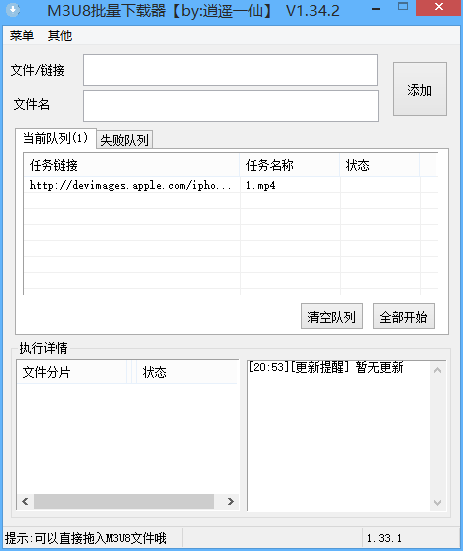 M3U8批量下载器【by:逍遥一仙】 V1.34.2
菜单 其他
文件/链接
添加
文件名
当前队列(1) 失败队列
任务链接 任务名称 状态
http://devimages.apple.com/ipho... 1.mp4
清空队列 全部开始
执行详情
文件分片 状态
[20:53][更新提醒] 暂无更新
提示:可以直接拖入M3U8文件哦 1.33.1